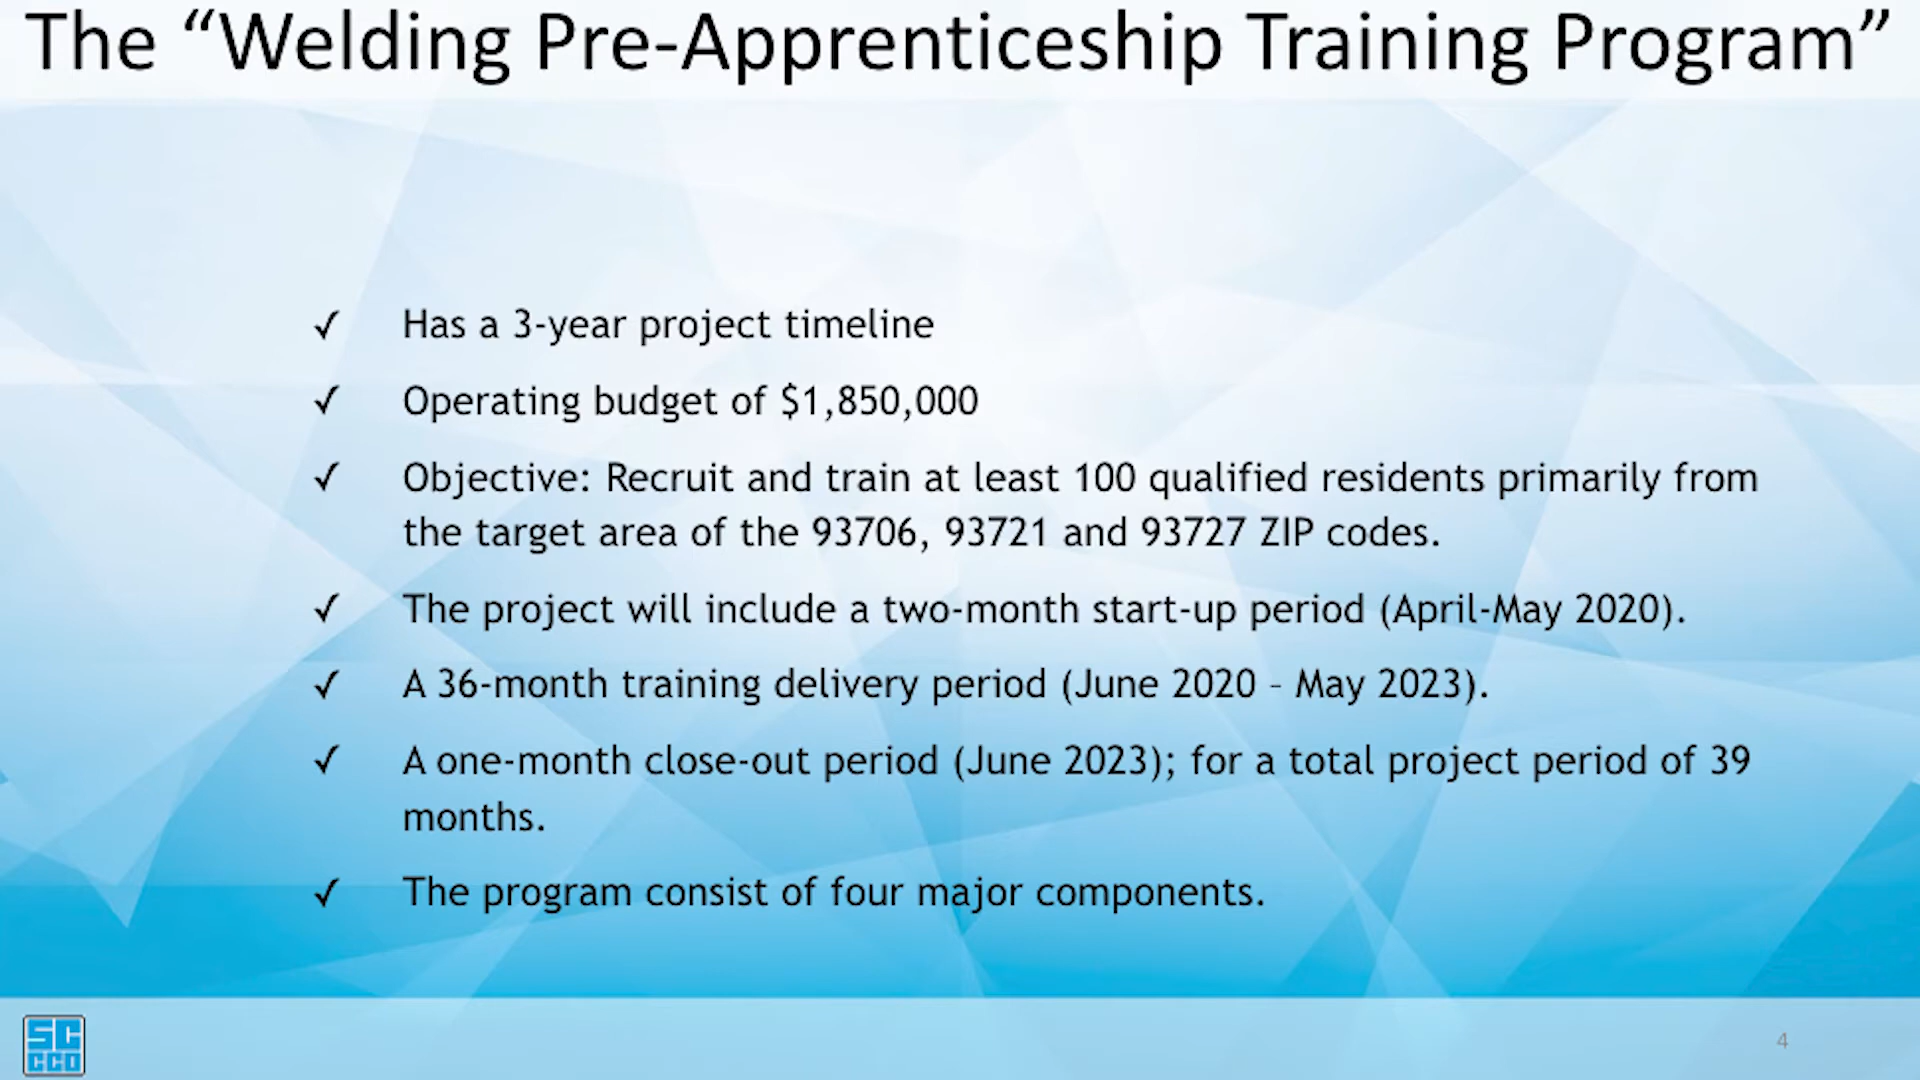 The “Welding Pre-Apprenticeship Training Program”
✓ Has a 3-year project timeline
✓ Operating budget of $1,850,000
✓ Objective: Recruit and train at least 100 qualified residents primarily from
the target area of the 93706, 93721 and 93727 ZIP codes.
✓ The project will include a two-month start-up period (April-May 2020).
✓ A 36-month training delivery period (June 2020 – May 2023).
✓ A one-month close-out period (June 2023); for a total project period of 39
months.
✓ The program consist of four major components.
SC
CCO
4